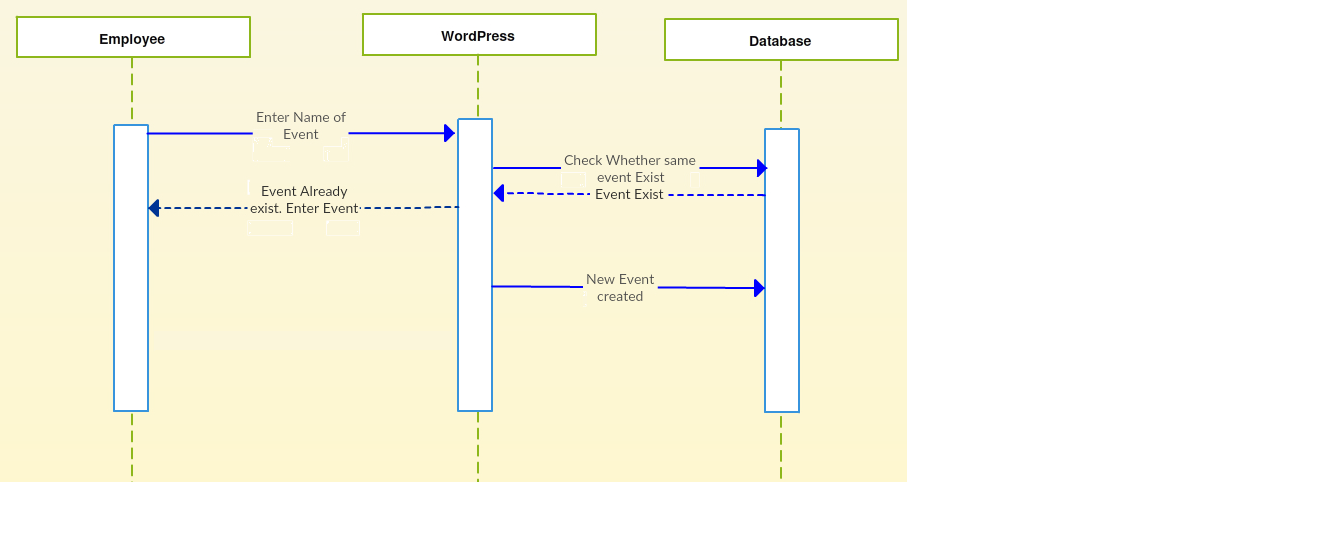 Employee
WordPress
Database
Enter Name of
Event
Check Whether same
event Exist
Event Exist
Event Already
exist. Enter Event
New Event
created